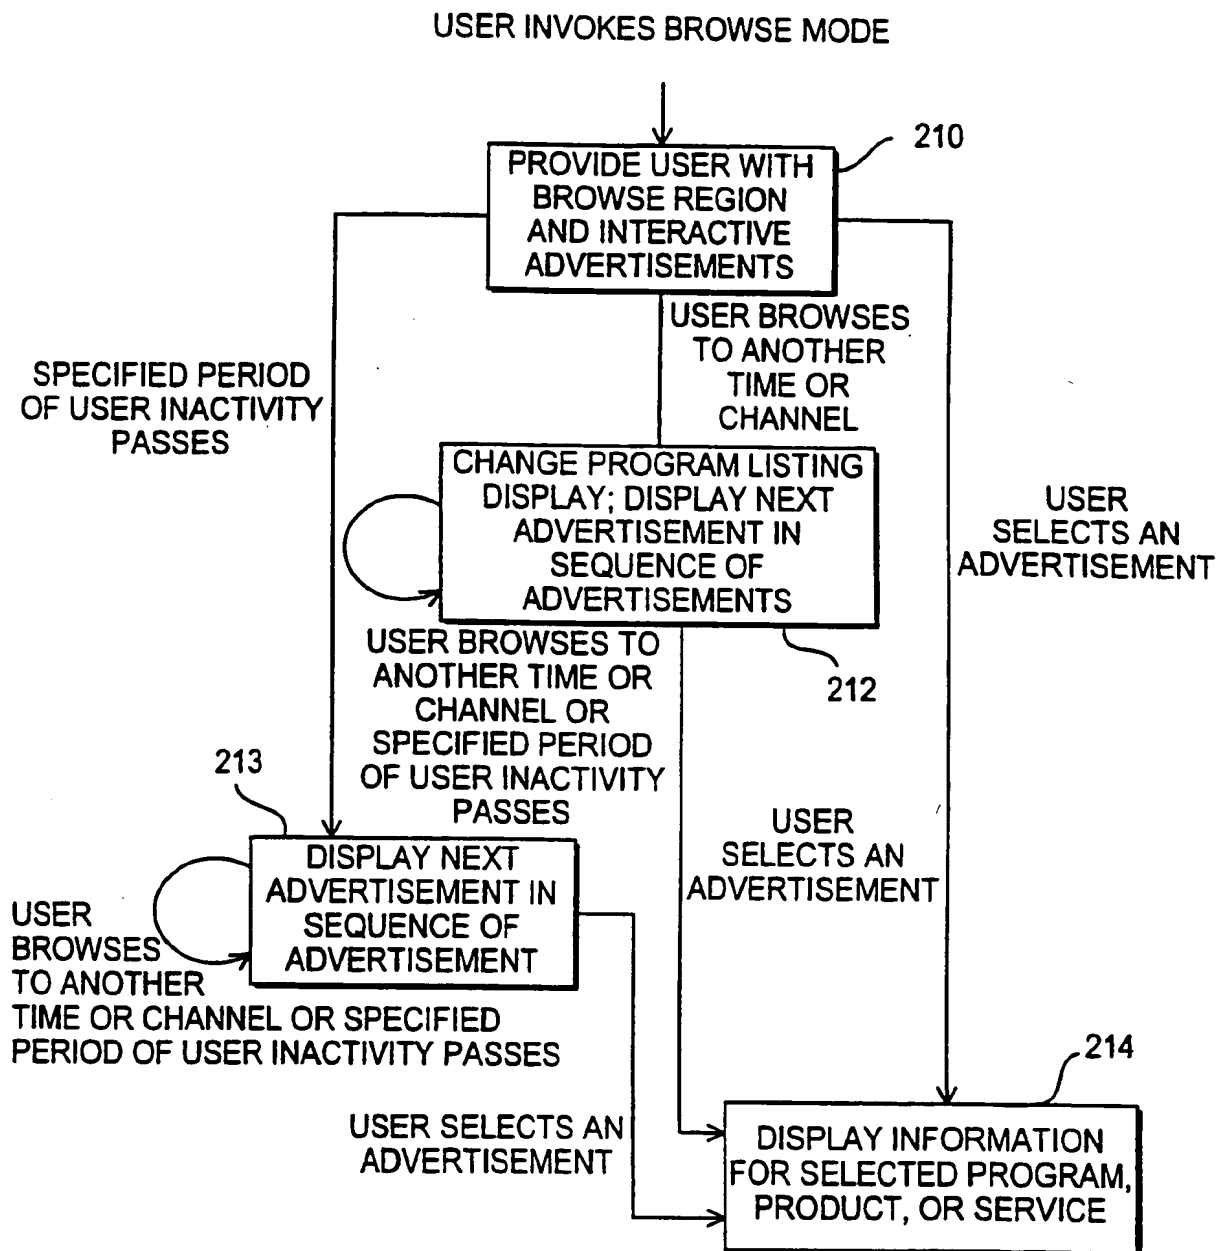 USER INVOKES BROWSE MODE
210
PROVIDE USER WITH
BROWSE REGION
AND INTERACTIVE
ADVERTISEMENTS
USER BROWSES
TO ANOTHER
TIME OR
CHANNEL
SPECIFIED PERIOD
OF USER INACTIVITY
PASSES
CHANGE PROGRAM LISTING
DISPLAY; DISPLAY NEXT
ADVERTISEMENT IN
SEQUENCE OF
ADVERTISEMENTS
USER
SELECTS AN
ADVERTISEMENT
212
USER BROWSES TO
ANOTHER TIME OR
CHANNEL OR
SPECIFIED PERIOD
OF USER INACTIVITY
PASSES
213
DISPLAY NEXT
ADVERTISEMENT IN
SEQUENCE OF
ADVERTISEMENT
USER
SELECTS AN
ADVERTISEMENT
USER
BROWSES
TO ANOTHER
TIME OR CHANNEL OR SPECIFIED
PERIOD OF USER INACTIVITY PASSES
214
USER SELECTS AN
ADVERTISEMENT
DISPLAY INFORMATION
FOR SELECTED PROGRAM,
PRODUCT, OR SERVICE